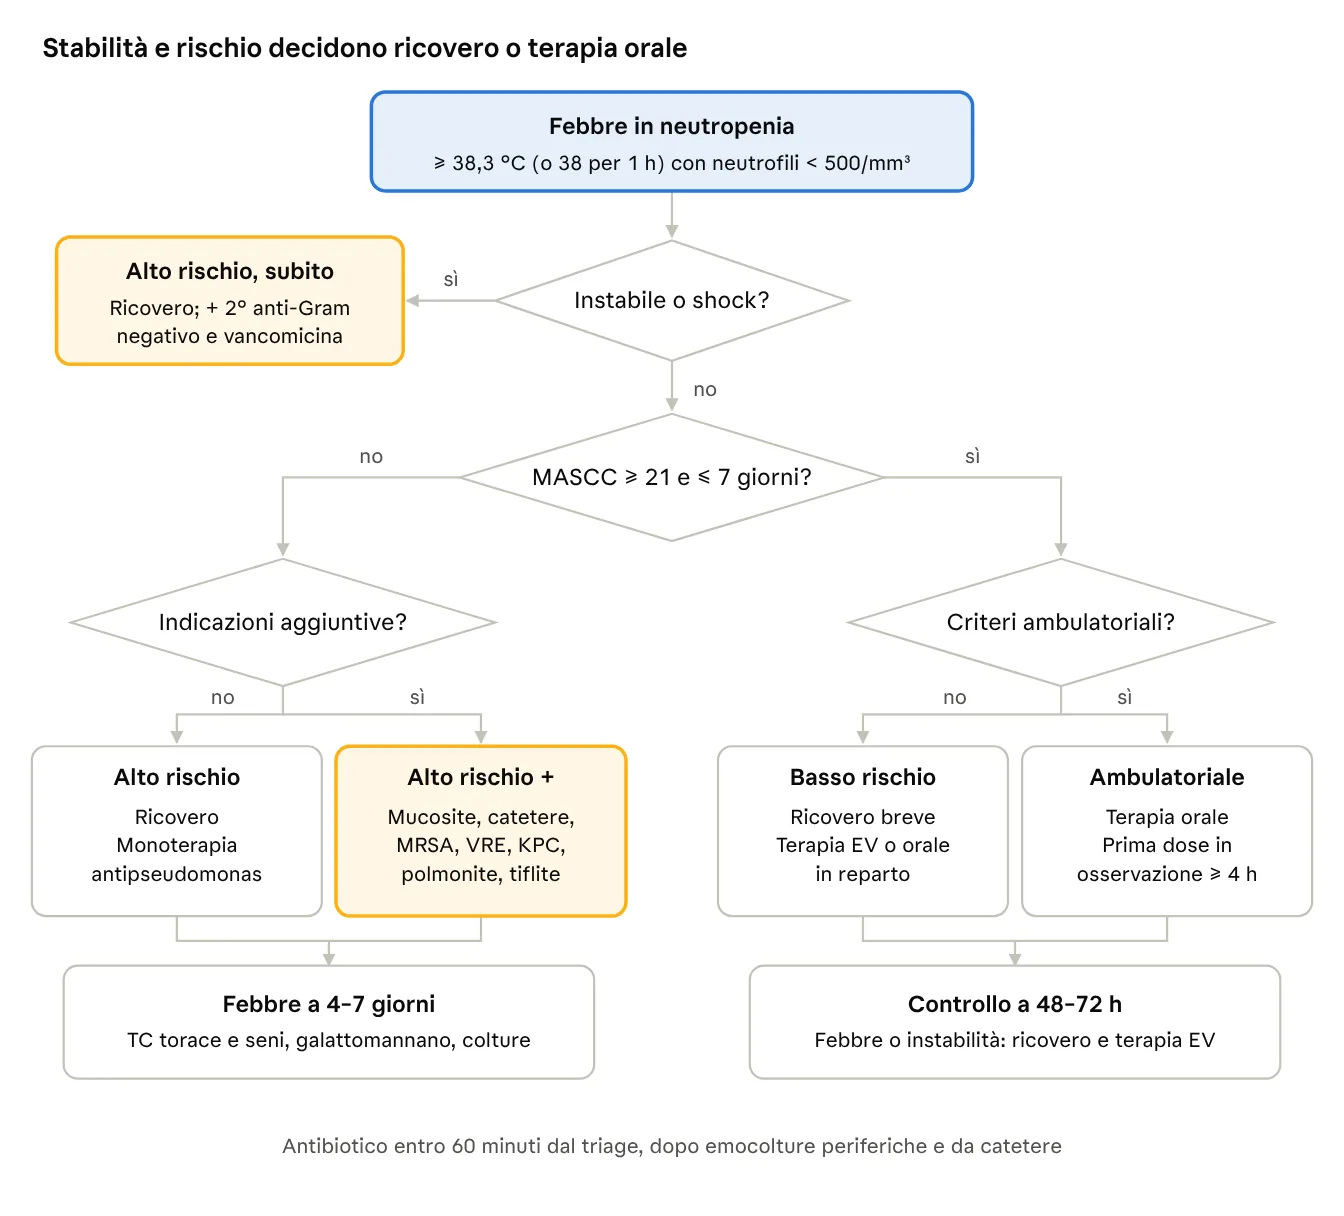 Stabilità e rischio decidono ricovero o terapia orale
Febbre in neutropenia
≥ 38,3 °C (o 38 per 1 h) con neutrofili < 500/mm³
Alto rischio, subito
Ricovero; + 2° anti-Gram
negativo e vancomicina
sì
Instabile o shock?
no
no
MASCC ≥ 21 e ≤ 7 giorni?
sì
Indicazioni aggiuntive?
Criteri ambulatoriali?
no
sì
no
sì
Alto rischio
Ricovero
Monoterapia
antipseudomonas
Alto rischio +
Mucosite, catetere,
MRSA, VRE, KPC,
polmonite, tiflite
Basso rischio
Ricovero breve
Terapia EV o orale
in reparto
Ambulatoriale
Terapia orale
Prima dose in
osservazione ≥ 4 h
Febbre a 4–7 giorni
TC torace e seni, galattomannano, colture
Controllo a 48–72 h
Febbre o instabilità: ricovero e terapia EV
Antibiotico entro 60 minuti dal triage, dopo emocolture periferiche e da catetere